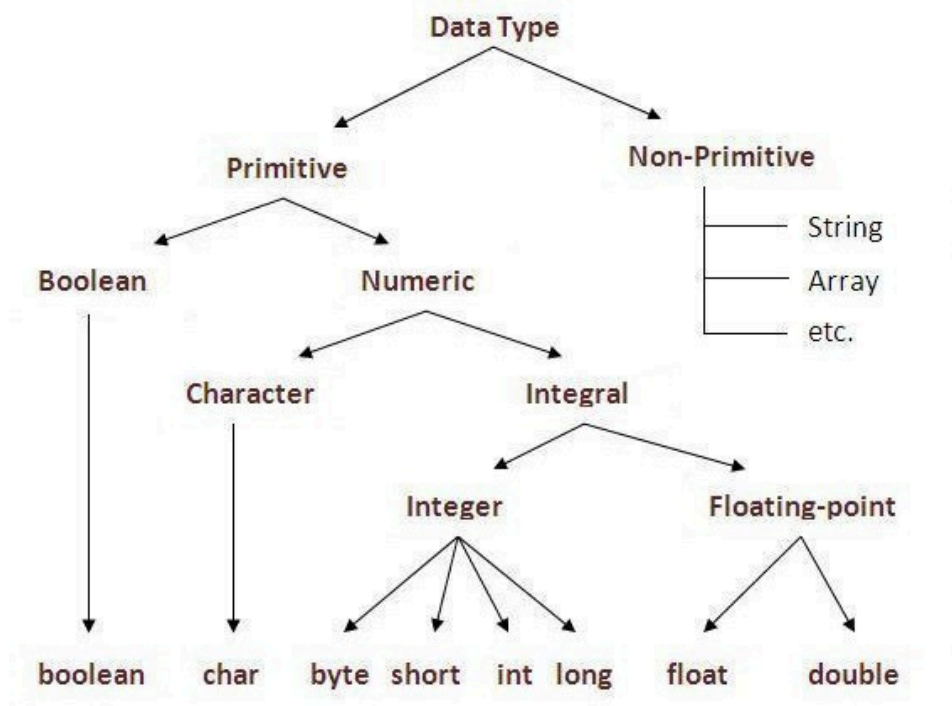 Data Type
Primitive
Non-Primitive
String
Array
etc.
Boolean
Numeric
Character
Integral
Integer
Floating-point
boolean char byte short int long float double